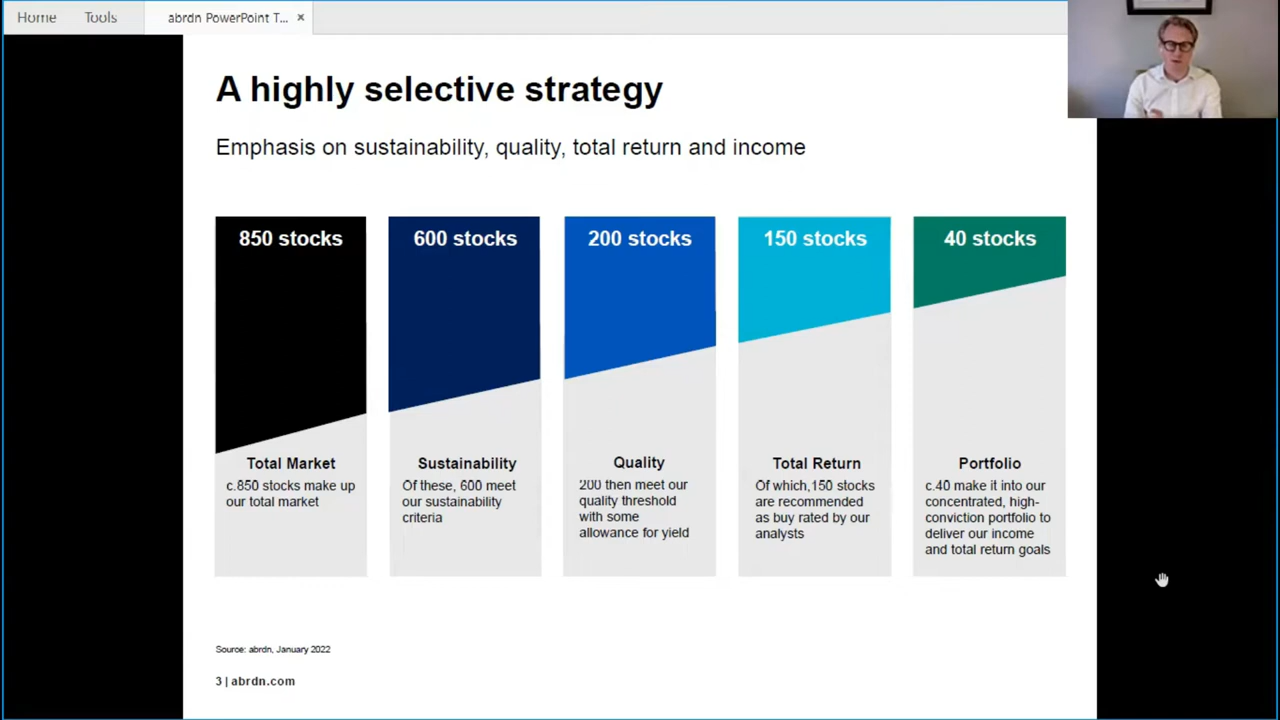 Home Tools abrdn PowerPoint T... ×
A highly selective strategy
Emphasis on sustainability, quality, total return and income
850 stocks
Total Market
c.850 stocks make up
our total market
600 stocks
Sustainability
Of these, 600 meet
our sustainability
criteria
200 stocks
Quality
200 then meet our
quality threshold
with some
allowance for yield
150 stocks
Total Return
Of which,150 stocks
are recommended
as buy rated by our
analysts
40 stocks
Portfolio
c.40 make it into our
concentrated, high-
conviction portfolio to
deliver our income
and total return goals
Source: abrdn, January 2022
3 | abrdn.com